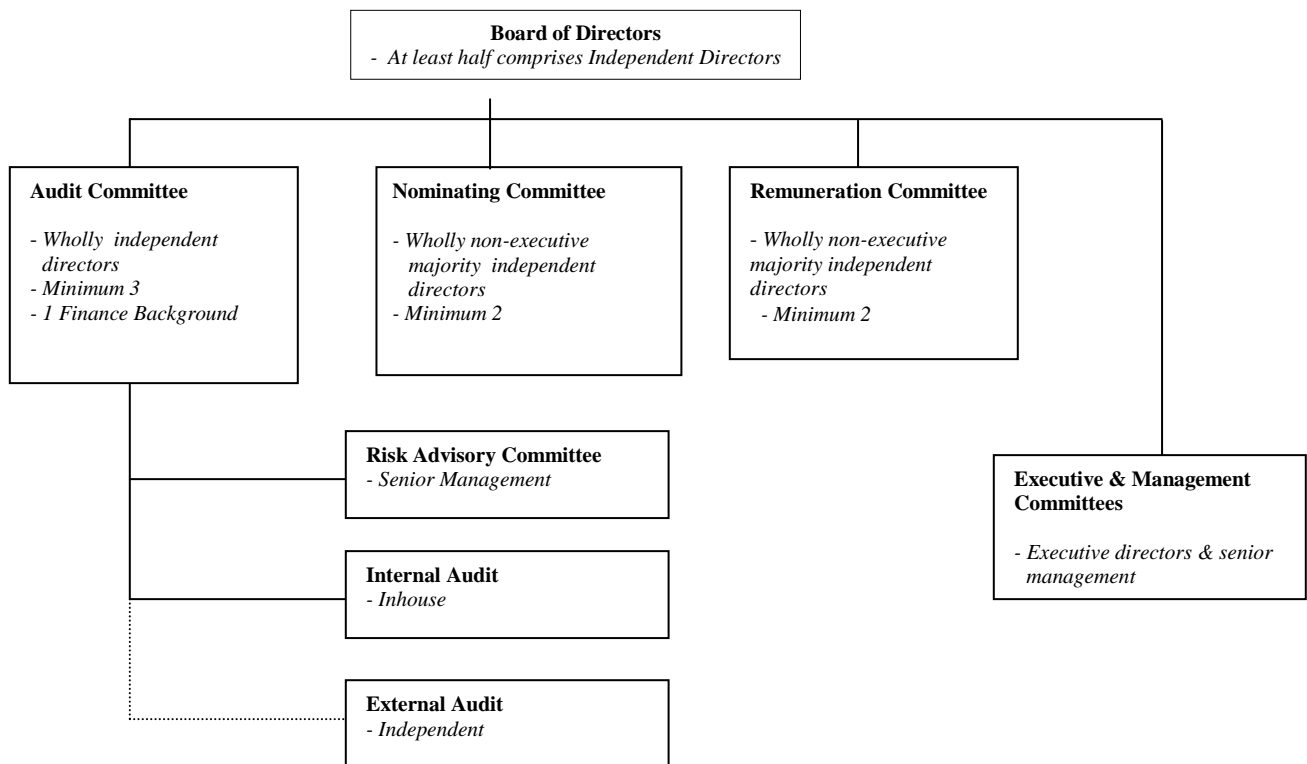 Board of Directors
- At least half comprises Independent Directors
Audit Committee
- Wholly independent
directors
- Minimum 3
- 1 Finance Background
Nominating Committee
- Wholly non-executive
majority independent
directors
- Minimum 2
Remuneration Committee
- Wholly non-executive
majority independent
directors
- Minimum 2
Risk Advisory Committee
- Senior Management
Internal Audit
- Inhouse
External Audit
- Independent
Executive & Management
Committees
- Executive directors & senior
management